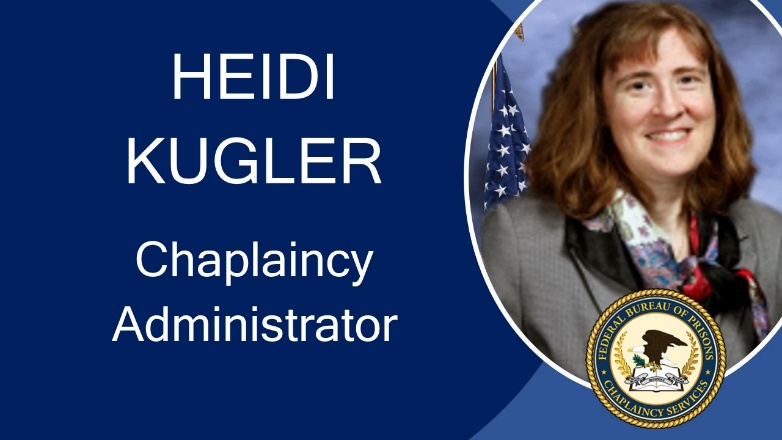 HEIDI
KUGLER
Chaplaincy
Administrator
FEDERAL BUREAU OF PRISONS
CHAPLAINCY SERVICES